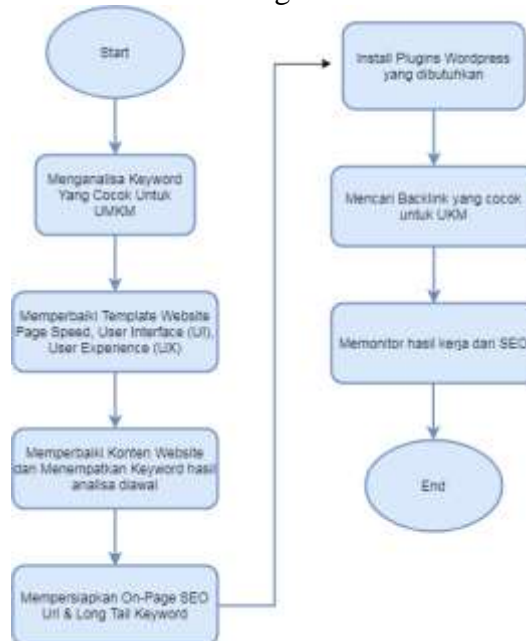 Start
Menganalisa Keyword
Yang Cocok Untuk
UMKM
Memperbaiki Template Website
Page Speed, User Interface (UI),
User Experience (UX)
Memperbaiki Konten Website
dan Menempatkan Keyword hasil
analisa diawal
Mempersiapkan On-Page SEO
Url & Long Tail Keyword
Install Plugins Wordpress
yang dibutuhkan
Mencari Backlink yang cocok
untuk UKM
Memonitor hasil kerja dari SEO
End